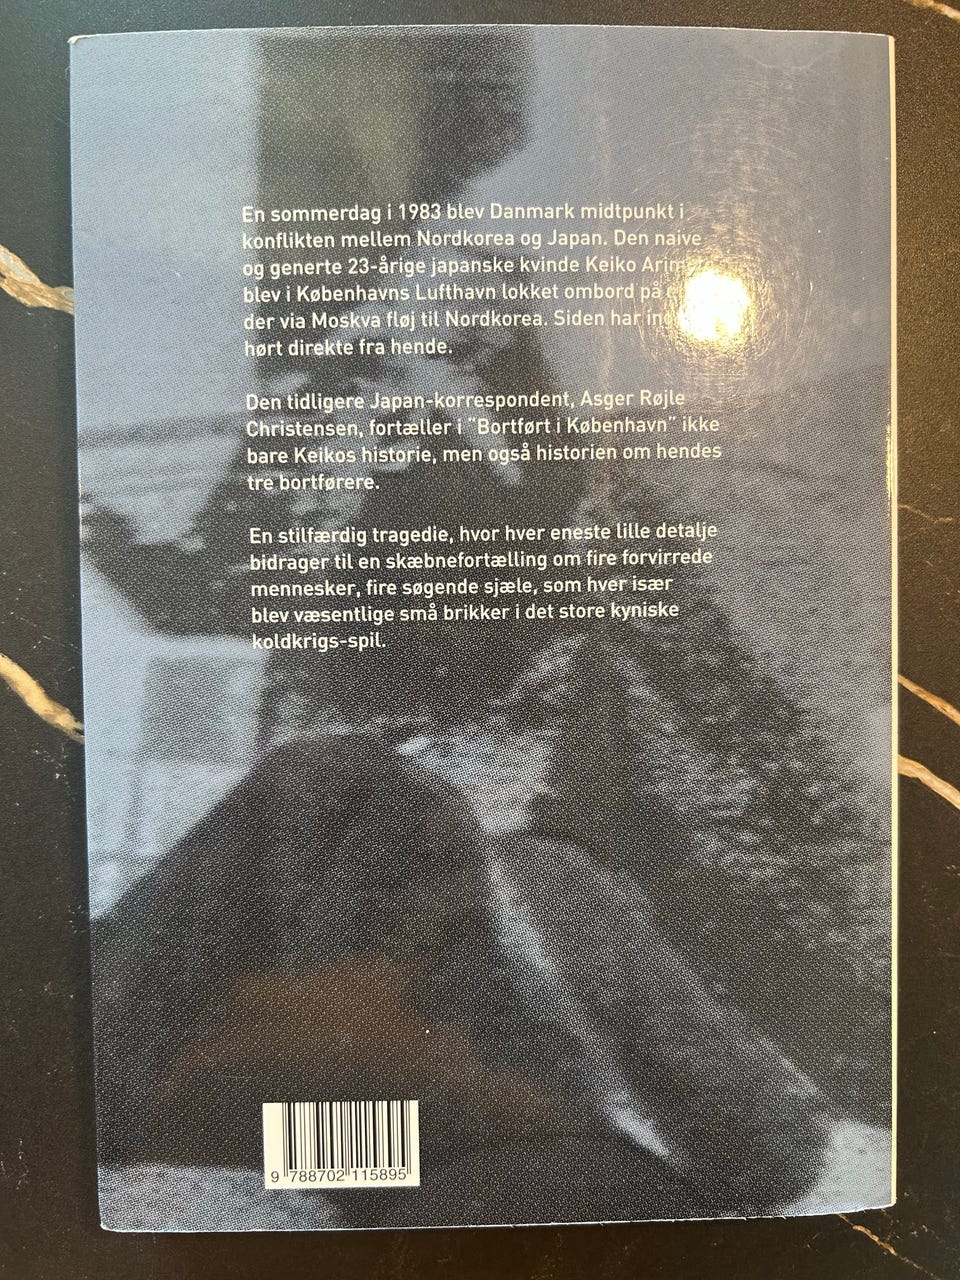 En sommerdag i 1983 blev Danmark midtpunkt i
konflikten mellem Nordkorea og Japan. Den naive
og generte 23-årige japanske kvinde Keiko
blev i Københavns Lufthavn lokket ombord på
der via Moskva fløj til Nordkorea. Siden har
hørt direkte fra hende.
Den tidligere Japan-korrespondent, Asger Røjle
Christensen, fortæller i "Bortført i København" ikke
bare Keikos historie, men også historien om hendes
tre bortførere.
En stilfærdig tragedie, hvor hver eneste lille detalje
bidrager til en skæbnefortælling om fire forvirrede
mennesker, fire søgende sjæle, som hver især
blev væsentlige små brikker i det store kyniske
koldkrigs-spil.
9 788702 115895